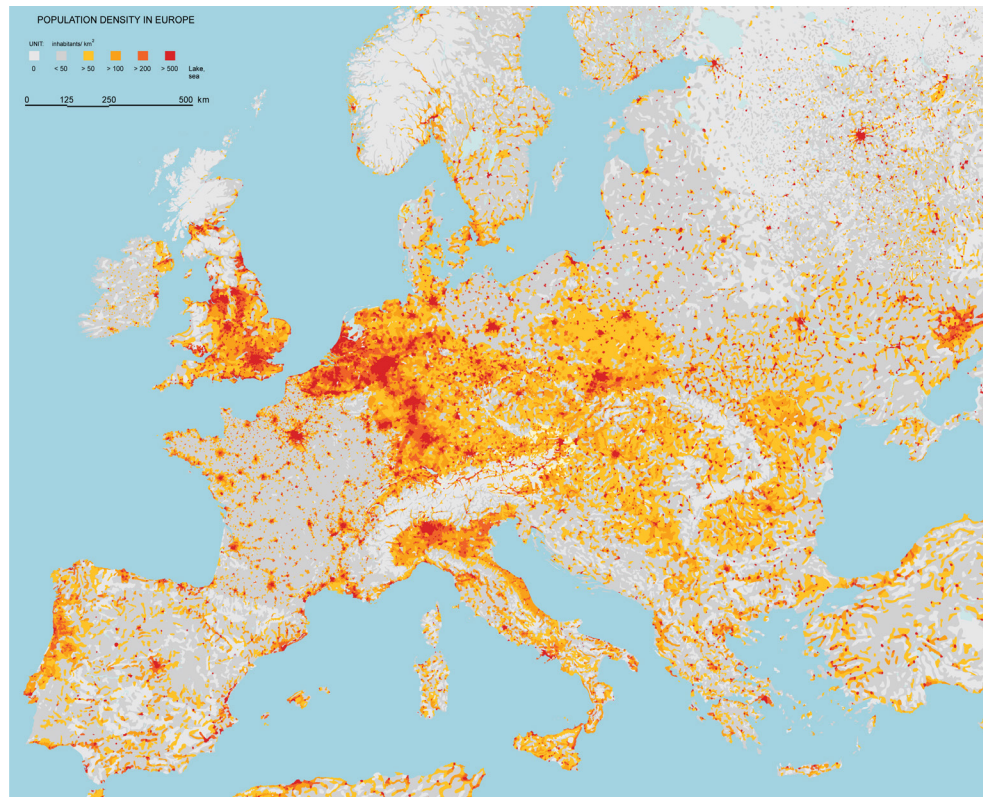 POPULATION DENSITY IN EUROPE
UNIT: inhabitants/ km²
0 < 50 > 50 > 100 > 200 > 500 Lake,
sea
0 125 250 500 km